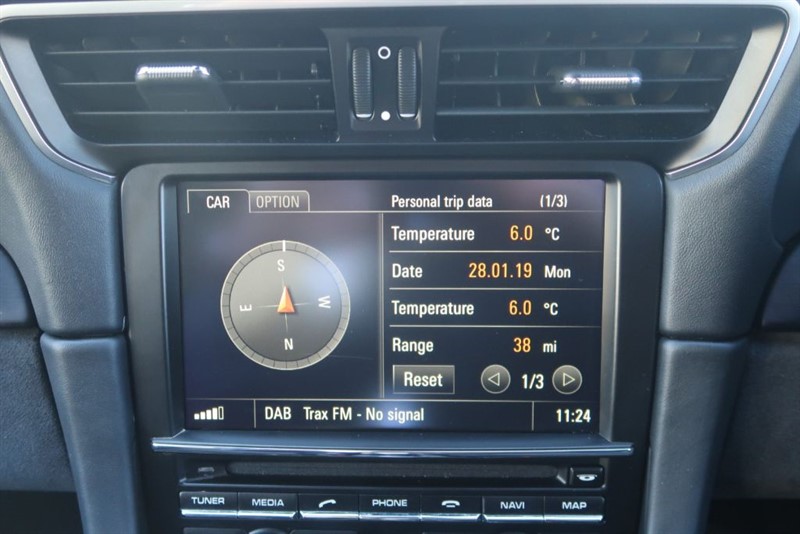 CAR OPTION Personal trip data (1/3)
Temperature 6.0 °C
Date 28.01.19 Mon
Temperature 6.0 °C
Range 38 mi
Reset 1/3
S
E W
N
DAB Trax FM - No signal 11:24
TUNER MEDIA PHONE NAVI MAP